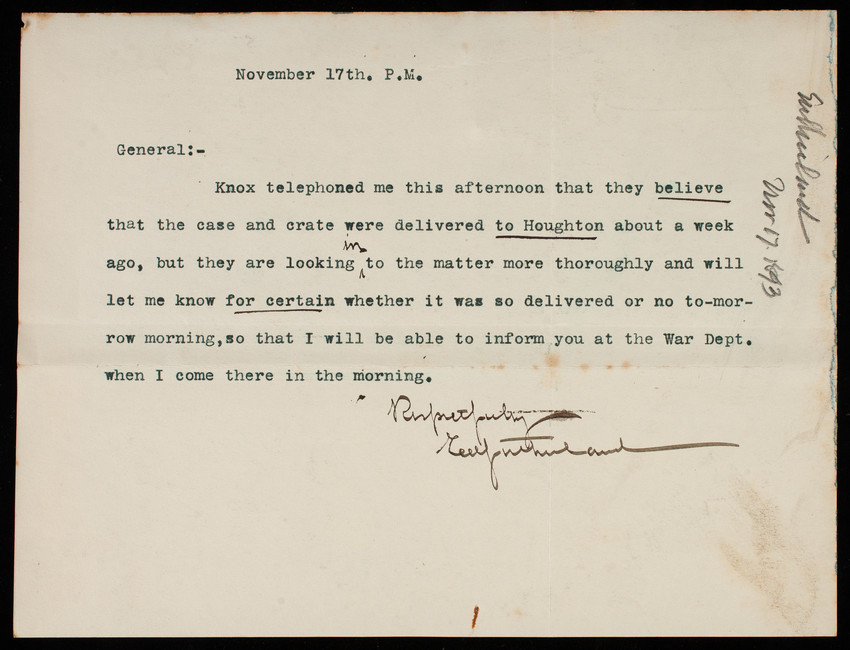 November 17th. P.M.
General:-
Knox telephoned me this afternoon that they believe
that the case and crate were delivered to Houghton about a week
in
ago, but they are looking to the matter more thoroughly and will
let me know for certain whether it was so delivered or no to-mor-
row morning,so that I will be able to inform you at the War Dept.
when I come there in the morning.
Respectfully
Sutherland
Nov 17. 1893